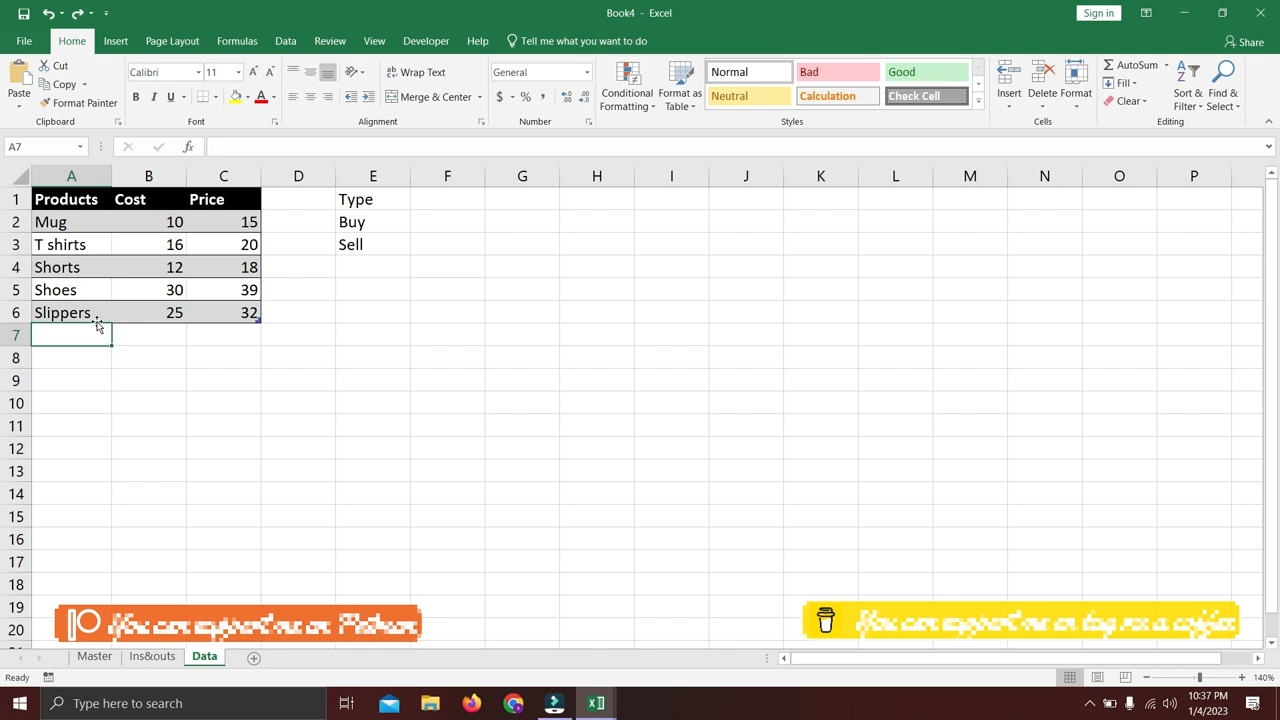 Book4 - Excel
Sign in
File Home Insert Page Layout Formulas Data Review View Developer Help Tell me what you want to do
Share
Paste
Cut
Copy
Format Painter
Clipboard
Calibri 11
B I U
Font
Wrap Text
Merge & Center
Alignment
General
$ % ,
Number
Conditional Formatting
Format as Table
Normal Bad Good
Neutral Calculation Check Cell
Styles
Insert Delete Format
Cells
AutoSum
Fill
Clear
Sort & Filter
Find & Select
Editing
A7
fx
A B C D E F G H I J K L M N O P
1 Products Cost Price Type
2 Mug 10 15 Buy
3 T shirts 16 20 Sell
4 Shorts 12 18
5 Shoes 30 39
6 Slippers 25 32
7
8
9
10
11
12
13
14
15
16
17
18
19
20
Master Ins&outs Data
Ready
140%
Type here to search
10:37 PM
1/4/2023